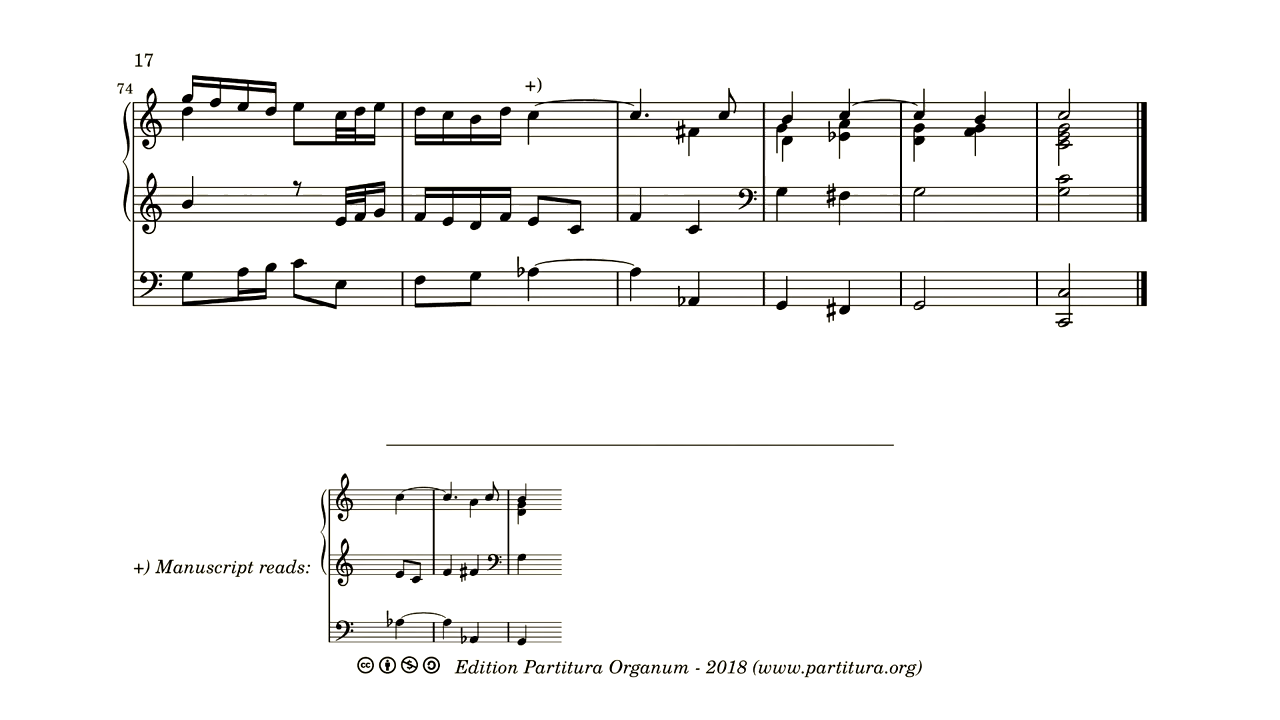 17
74
+)
+) Manuscript reads:
Edition Partitura Organum - 2018 (www.partitura.org)